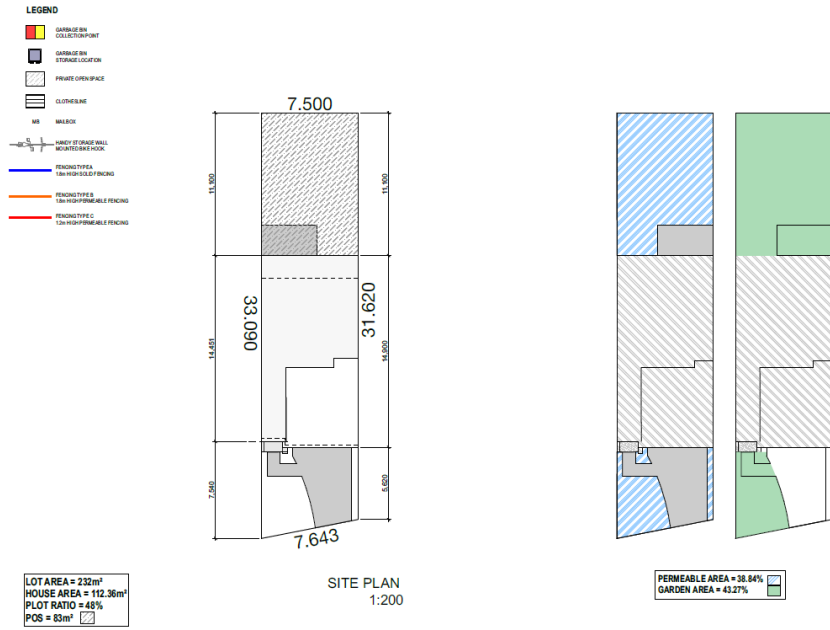 LEGEND
GARBAGE BIN
COLLECTION POINT
GARBAGE BIN
STORAGE LOCATION
PRIVATE OPEN SPACE
CLOTHESLINE
MB MAILBOX
HANDY STORAGE WALL
MOUNTED BIKE HOOK
FENCING TYPE A
1.8m HIGH SOLID FENCING
FENCING TYPE B
1.8m HIGH PERMEABLE FENCING
FENCING TYPE C
1.2m HIGH PERMEABLE FENCING
7.500
11,100
11,100
33.090
31.620
14,451
14,900
7,540
5,620
7.643
LOT AREA = 232m²
HOUSE AREA = 112.36m²
PLOT RATIO = 48%
POS = 83m²
SITE PLAN
1:200
PERMEABLE AREA = 38.84%
GARDEN AREA = 43.27%